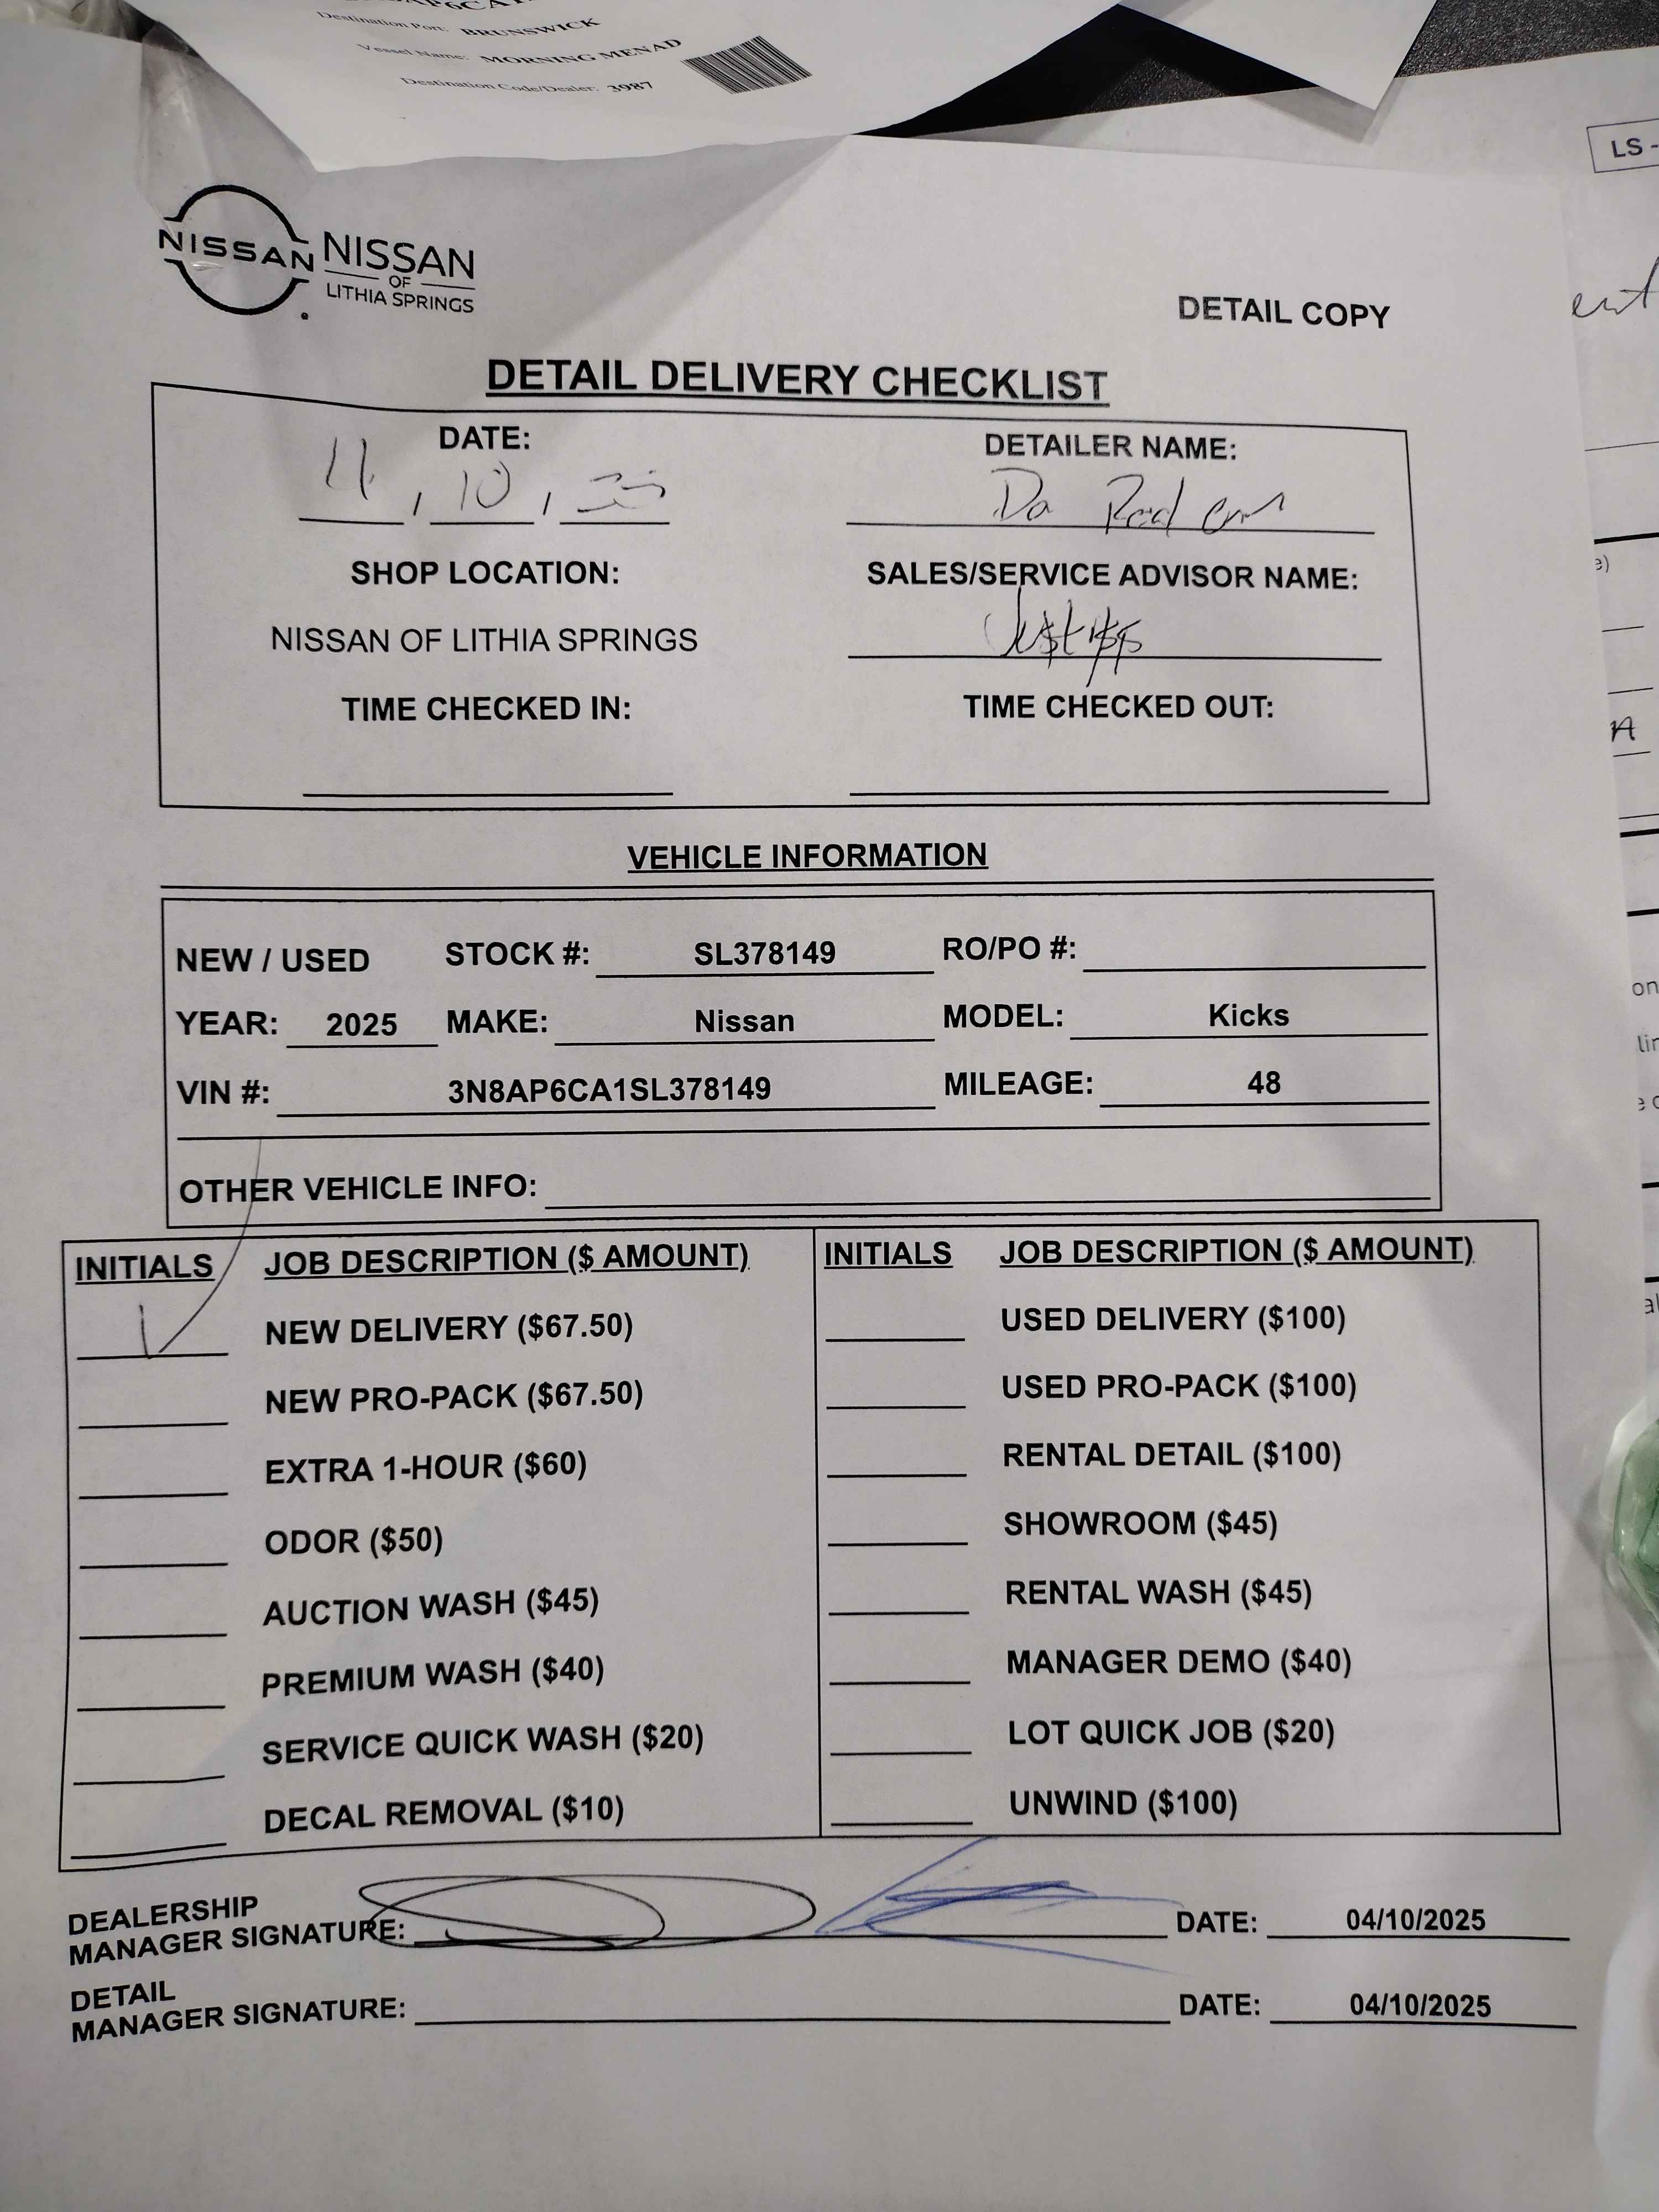 Destination Port: BRUNSWICK
Vessel Name: MORNING MENAD
Destination Code/Dealer: 3987
LS -
NISSAN
NISSAN
OF
LITHIA SPRINGS
DETAIL COPY
DETAIL DELIVERY CHECKLIST
DATE: DETAILER NAME:
4 , 10 , 25 Da
SHOP LOCATION: SALES/SERVICE ADVISOR NAME:
NISSAN OF LITHIA SPRINGS
TIME CHECKED IN: TIME CHECKED OUT:
VEHICLE INFORMATION
NEW / USED STOCK #: SL378149 RO/PO #:
YEAR: 2025 MAKE: Nissan MODEL: Kicks
VIN #: 3N8AP6CA1SL378149 MILEAGE: 48
OTHER VEHICLE INFO:
INITIALS JOB DESCRIPTION ($ AMOUNT) INITIALS JOB DESCRIPTION ($ AMOUNT)
NEW DELIVERY ($67.50) USED DELIVERY ($100)
NEW PRO-PACK ($67.50) USED PRO-PACK ($100)
EXTRA 1-HOUR ($60) RENTAL DETAIL ($100)
ODOR ($50) SHOWROOM ($45)
AUCTION WASH ($45) RENTAL WASH ($45)
PREMIUM WASH ($40) MANAGER DEMO ($40)
SERVICE QUICK WASH ($20) LOT QUICK JOB ($20)
DECAL REMOVAL ($10) UNWIND ($100)
DEALERSHIP
MANAGER SIGNATURE: DATE: 04/10/2025
DETAIL
MANAGER SIGNATURE: DATE: 04/10/2025